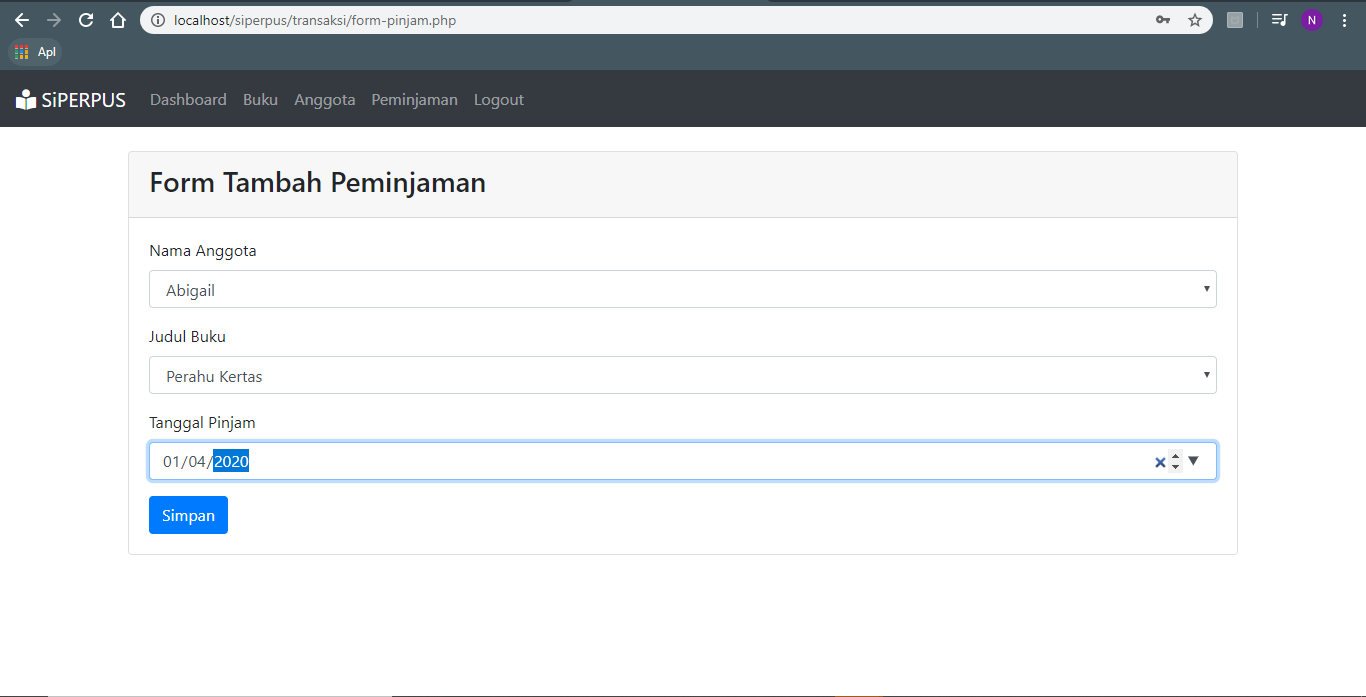 localhost/siperpus/transaksi/form-pinjam.php
N
Apl
SiPERPUS Dashboard Buku Anggota Peminjaman Logout
Form Tambah Peminjaman
Nama Anggota
Abigail
Judul Buku
Perahu Kertas
Tanggal Pinjam
01/04/2020
Simpan